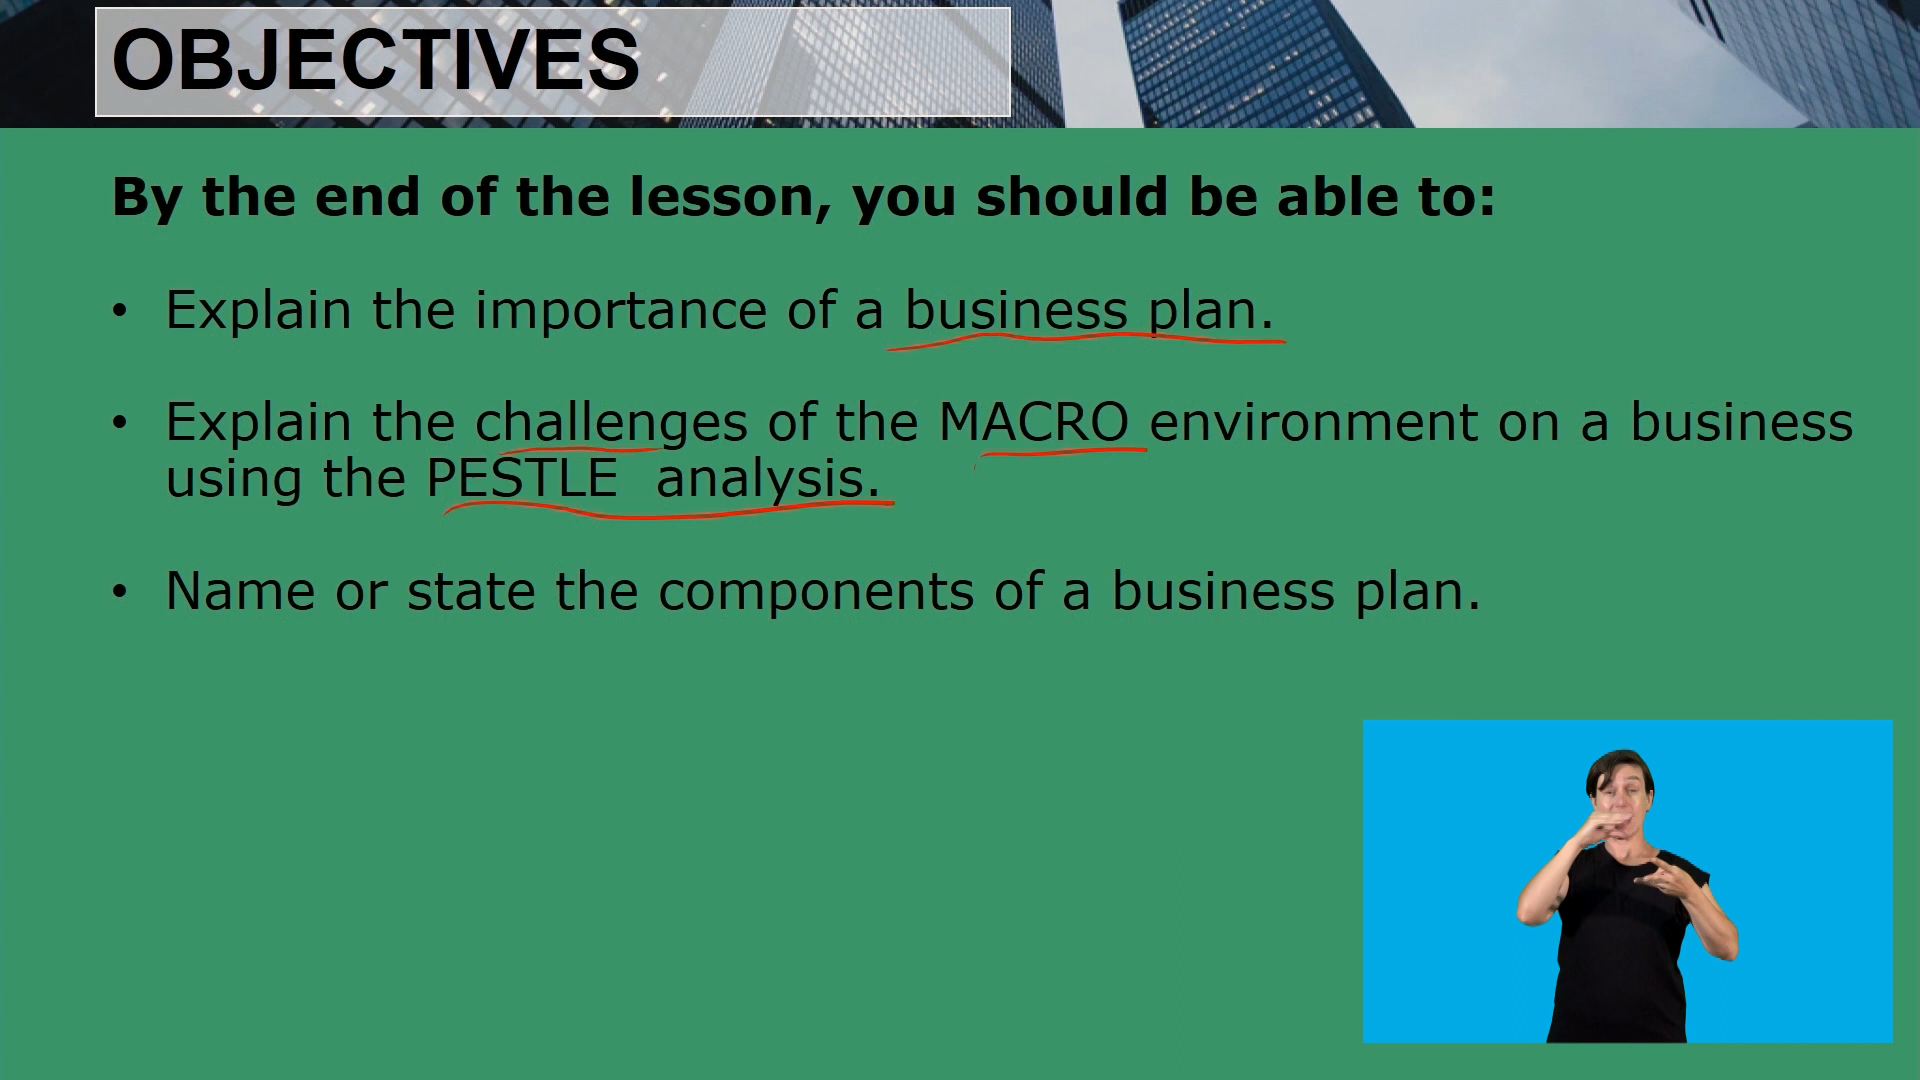 OBJECTIVES
By the end of the lesson, you should be able to:
• Explain the importance of a business plan.
• Explain the challenges of the MACRO environment on a business
using the PESTLE  analysis.
• Name or state the components of a business plan.